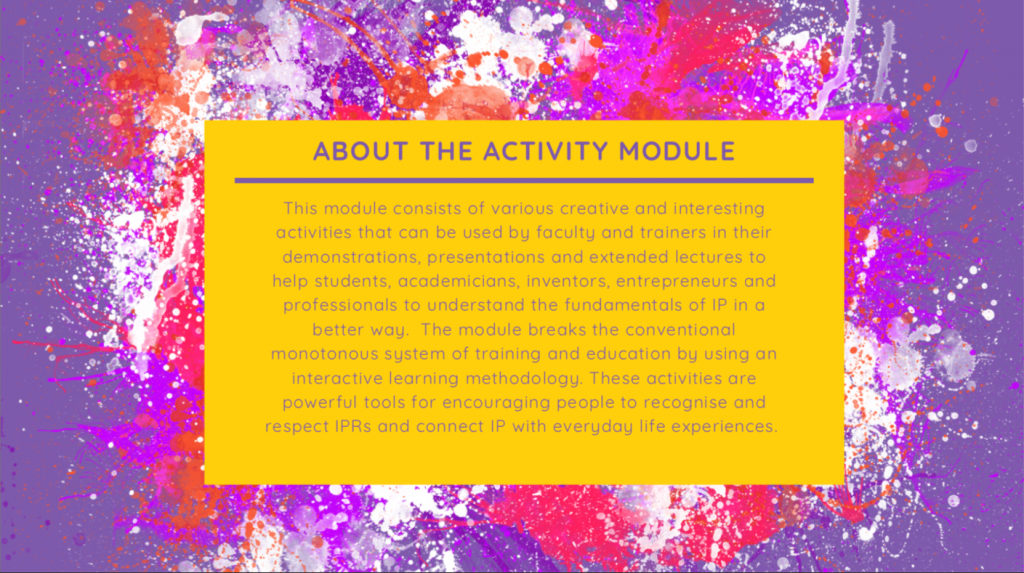 ABOUT THE ACTIVITY MODULE
This module consists of various creative and interesting
activities that can be used by faculty and trainers in their
demonstrations, presentations and extended lectures to
help students, academicians, inventors, entrepreneurs and
professionals to understand the fundamentals of IP in a
better way.  The module breaks the conventional
monotonous system of training and education by using an
interactive learning methodology. These activities are
powerful tools for encouraging people to recognise and
respect IPRs and connect IP with everyday life experiences.